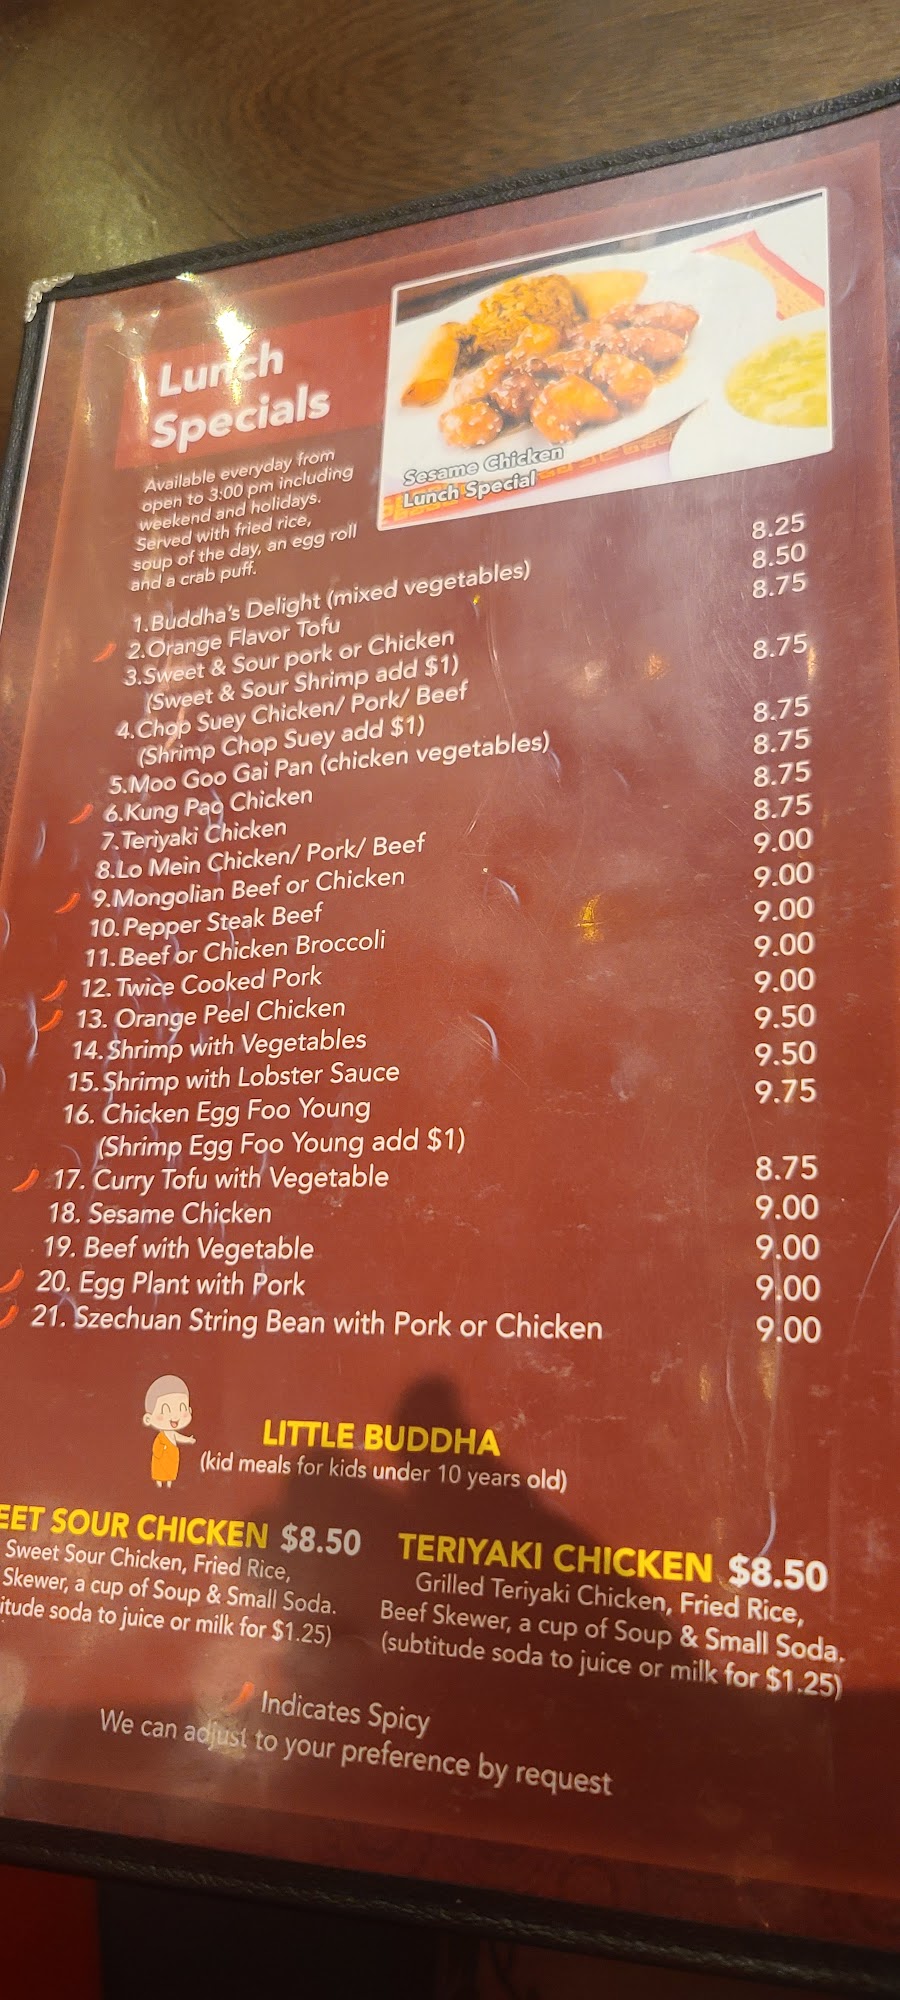 Lunch
Specials
Available everyday from
open to 3:00 pm including
weekend and holidays.
Served with fried rice,
soup of the day, an egg roll
and a crab puff.
Sesame Chicken
Lunch Special
1.Buddha's Delight (mixed vegetables) 8.25
2.Orange Flavor Tofu 8.50
3.Sweet & Sour pork or Chicken 8.75
(Sweet & Sour Shrimp add $1)
4.Chop Suey Chicken/ Pork/ Beef 8.75
(Shrimp Chop Suey add $1)
5.Moo Goo Gai Pan (chicken vegetables) 8.75
6.Kung Pao Chicken 8.75
7.Teriyaki Chicken 8.75
8.Lo Mein Chicken/ Pork/ Beef 8.75
9.Mongolian Beef or Chicken 9.00
10.Pepper Steak Beef 9.00
11.Beef or Chicken Broccoli 9.00
12.Twice Cooked Pork 9.00
13. Orange Peel Chicken 9.00
14.Shrimp with Vegetables 9.50
15.Shrimp with Lobster Sauce 9.50
16. Chicken Egg Foo Young 9.75
(Shrimp Egg Foo Young add $1)
17. Curry Tofu with Vegetable 8.75
18. Sesame Chicken 9.00
19. Beef with Vegetable 9.00
20. Egg Plant with Pork 9.00
21. Szechuan String Bean with Pork or Chicken 9.00
LITTLE BUDDHA
(kid meals for kids under 10 years old)
EET SOUR CHICKEN $8.50
Sweet Sour Chicken, Fried Rice,
Skewer, a cup of Soup & Small Soda.
itude soda to juice or milk for $1.25)
TERIYAKI CHICKEN $8.50
Grilled Teriyaki Chicken, Fried Rice,
Beef Skewer, a cup of Soup & Small Soda.
(subtitude soda to juice or milk for $1.25)
Indicates Spicy
We can adjust to your preference by request